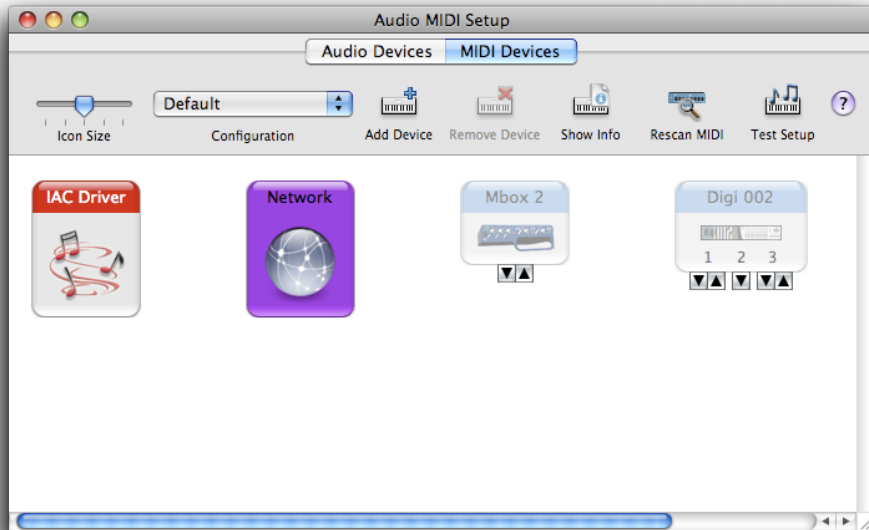 Audio MIDI Setup
Audio Devices MIDI Devices
Default
Icon Size Configuration Add Device Remove Device Show Info Rescan MIDI Test Setup ?
IAC Driver Network Mbox 2 Digi 002
1 2 3